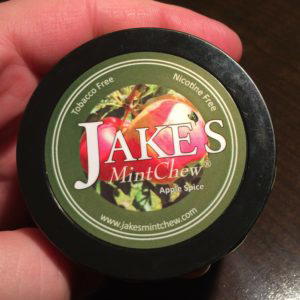 Tobacco Free
Nicotine Free
JAKE'S
MintChew®
Apple Spice
www.jakesmintchew.com